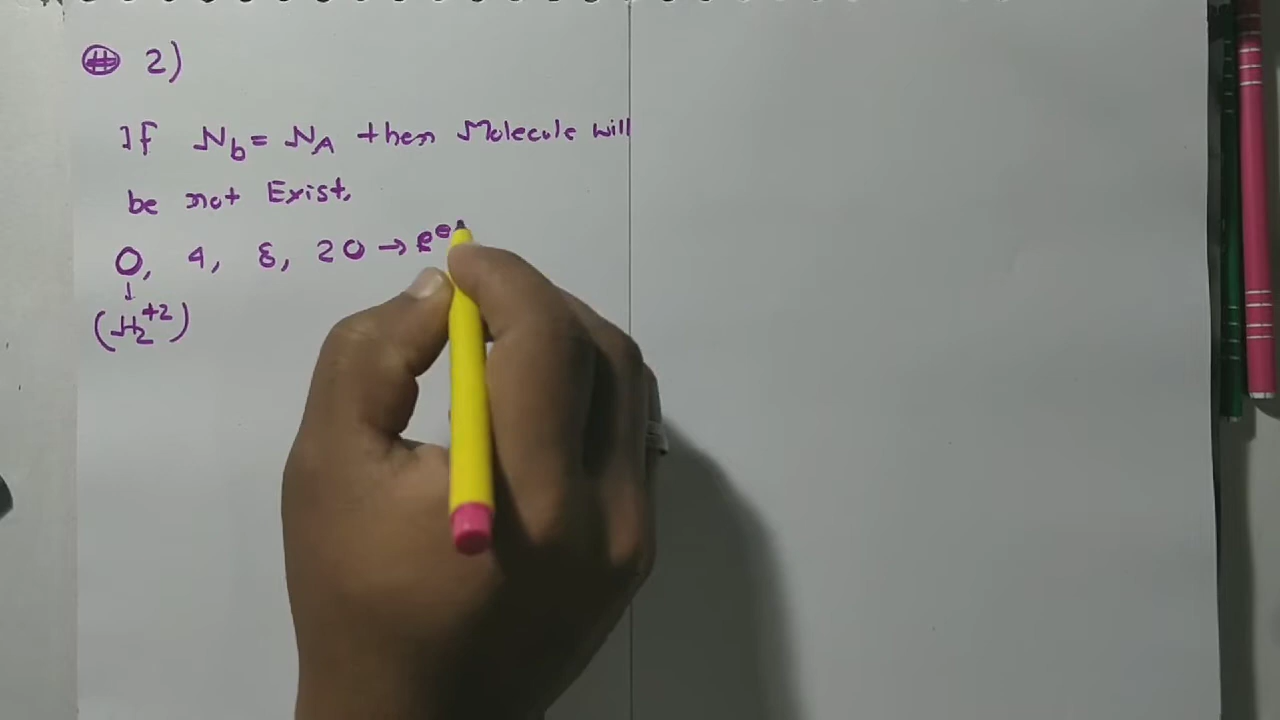 2)
If Nb = NA then Molecule will
be not Exist.
0, 4, 8, 20 →
(H₂⁺²)